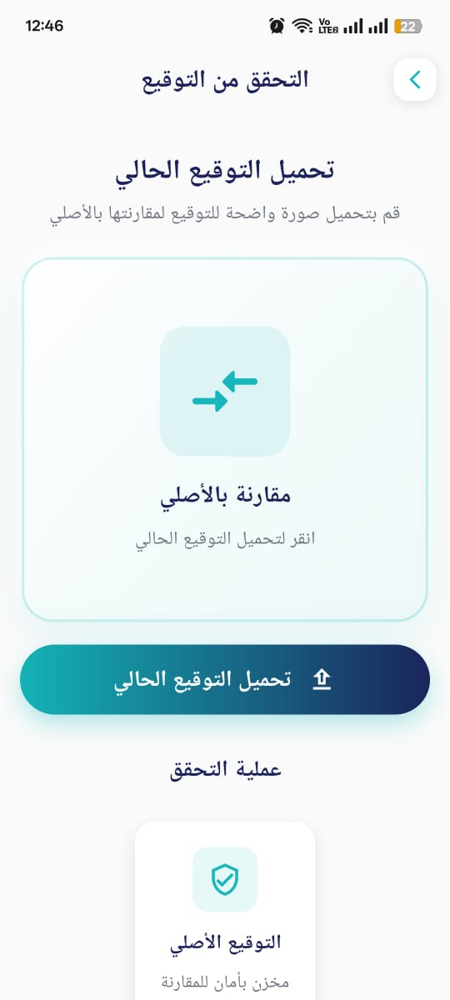 12:46
Vo
LTE2
22
التحقق من التوقيع
تحميل التوقيع الحالي
قم بتحميل صورة واضحة للتوقيع لمقارنتها بالأصلي
مقارنة بالأصلي
انقر لتحميل التوقيع الحالي
تحميل التوقيع الحالي
عملية التحقق
التوقيع الأصلي
مخزن بأمان للمقارنة